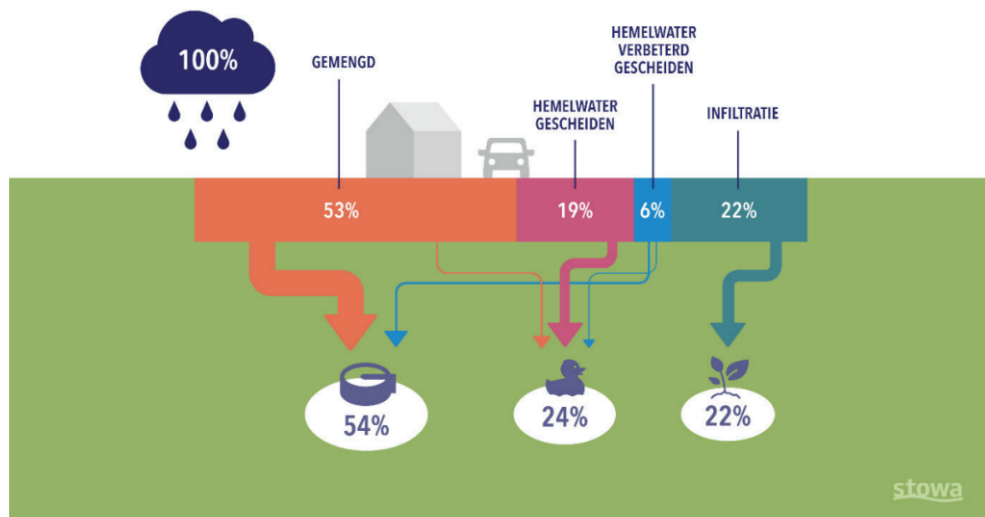 100%
GEMENGD
HEMELWATER
GESCHEIDEN
HEMELWATER
VERBETERD
GESCHEIDEN
INFILTRATIE
53%
19%
6%
22%
54%
24%
22%
stowa